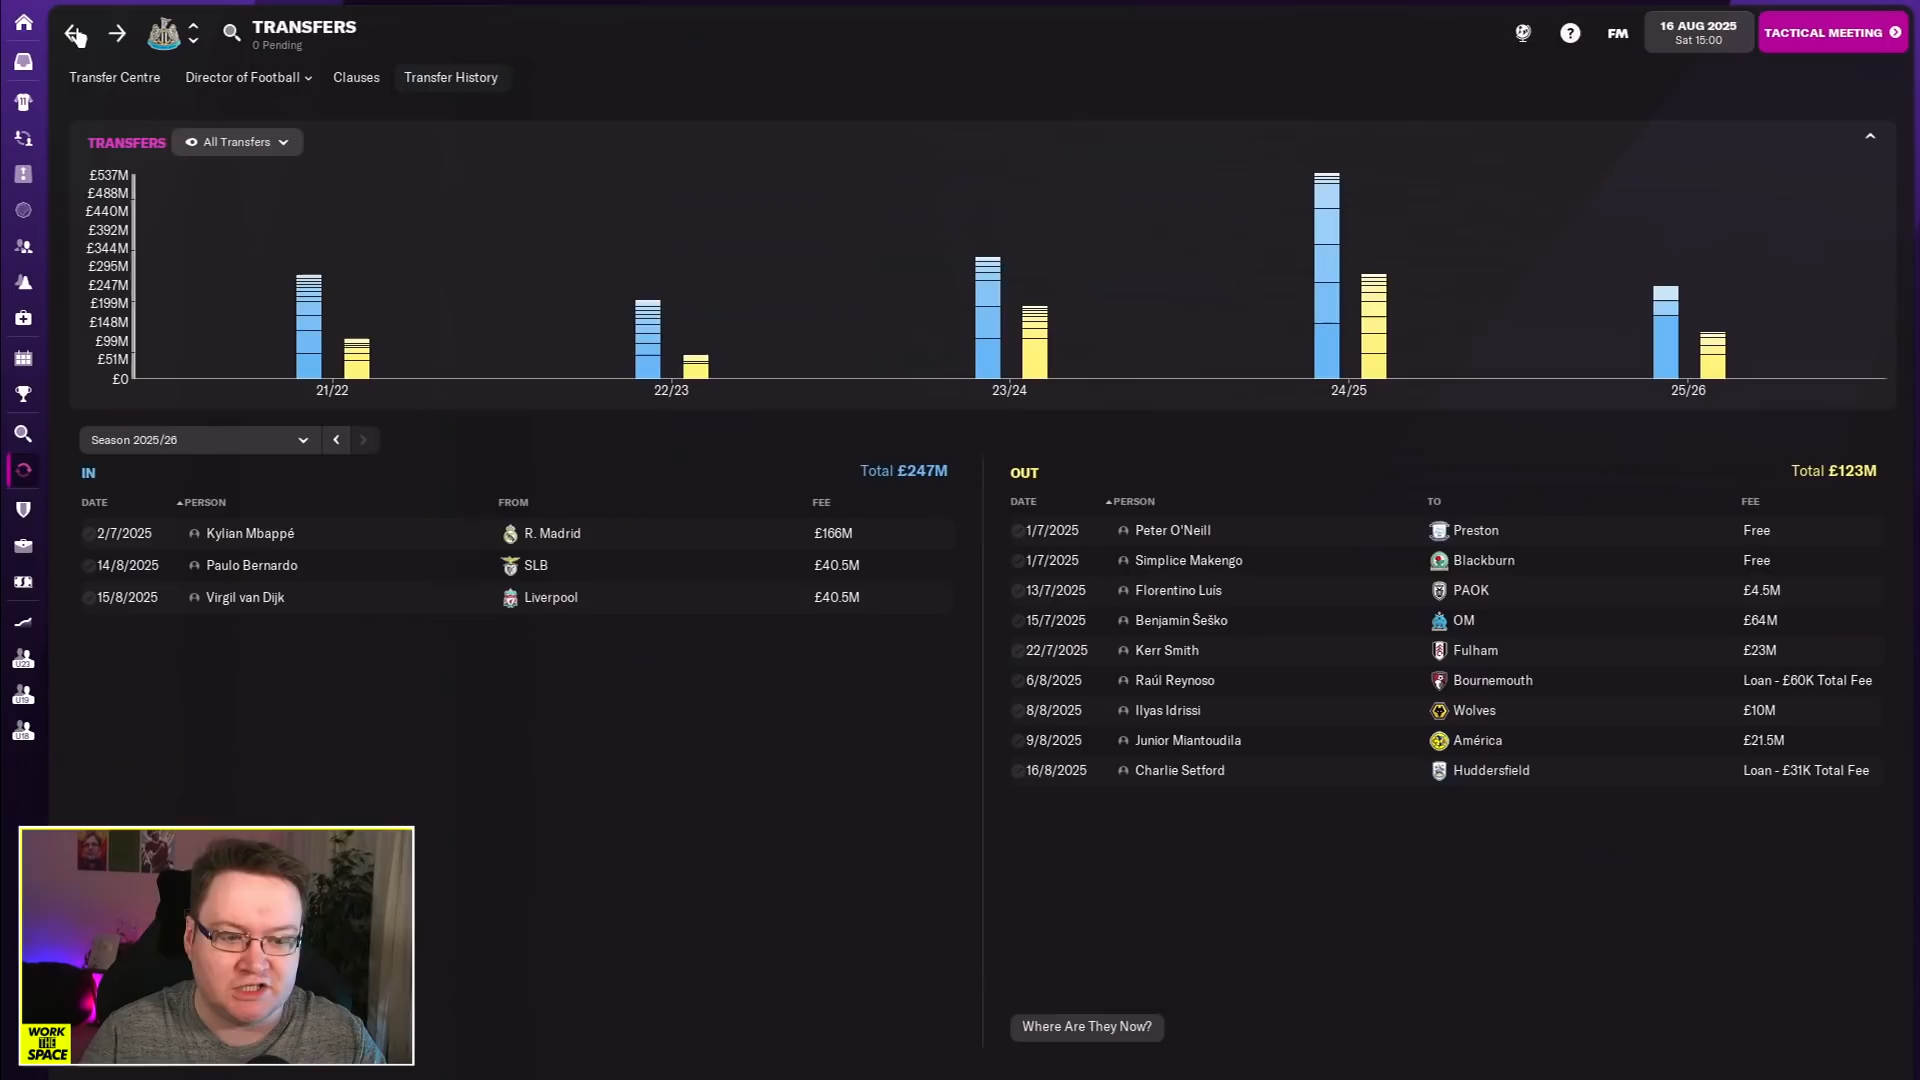 TRANSFERS
0 Pending
FM
16 AUG 2025
Sat 15:00
TACTICAL MEETING
Transfer Centre
Director of Football
Clauses
Transfer History
TRANSFERS
All Transfers
£537M
£488M
£440M
£392M
£344M
£295M
£247M
£199M
£148M
£99M
£51M
£0
21/22
22/23
23/24
24/25
25/26
Season 2025/26
IN
Total £247M
DATE PERSON FROM FEE
2/7/2025 Kylian Mbappé R. Madrid £166M
14/8/2025 Paulo Bernardo SLB £40.5M
15/8/2025 Virgil van Dijk Liverpool £40.5M
OUT
Total £123M
DATE PERSON TO FEE
1/7/2025 Peter O'Neill Preston Free
1/7/2025 Simplice Makengo Blackburn Free
13/7/2025 Florentino Luís PAOK £4.5M
15/7/2025 Benjamin Šeško OM £64M
22/7/2025 Kerr Smith Fulham £23M
6/8/2025 Raúl Reynoso Bournemouth Loan - £60K Total Fee
8/8/2025 Ilyas Idrissi Wolves £10M
9/8/2025 Junior Miantoudila América £21.5M
16/8/2025 Charlie Setford Huddersfield Loan - £31K Total Fee
Where Are They Now?
U23
U19
U18
WORK
THE
SPACE